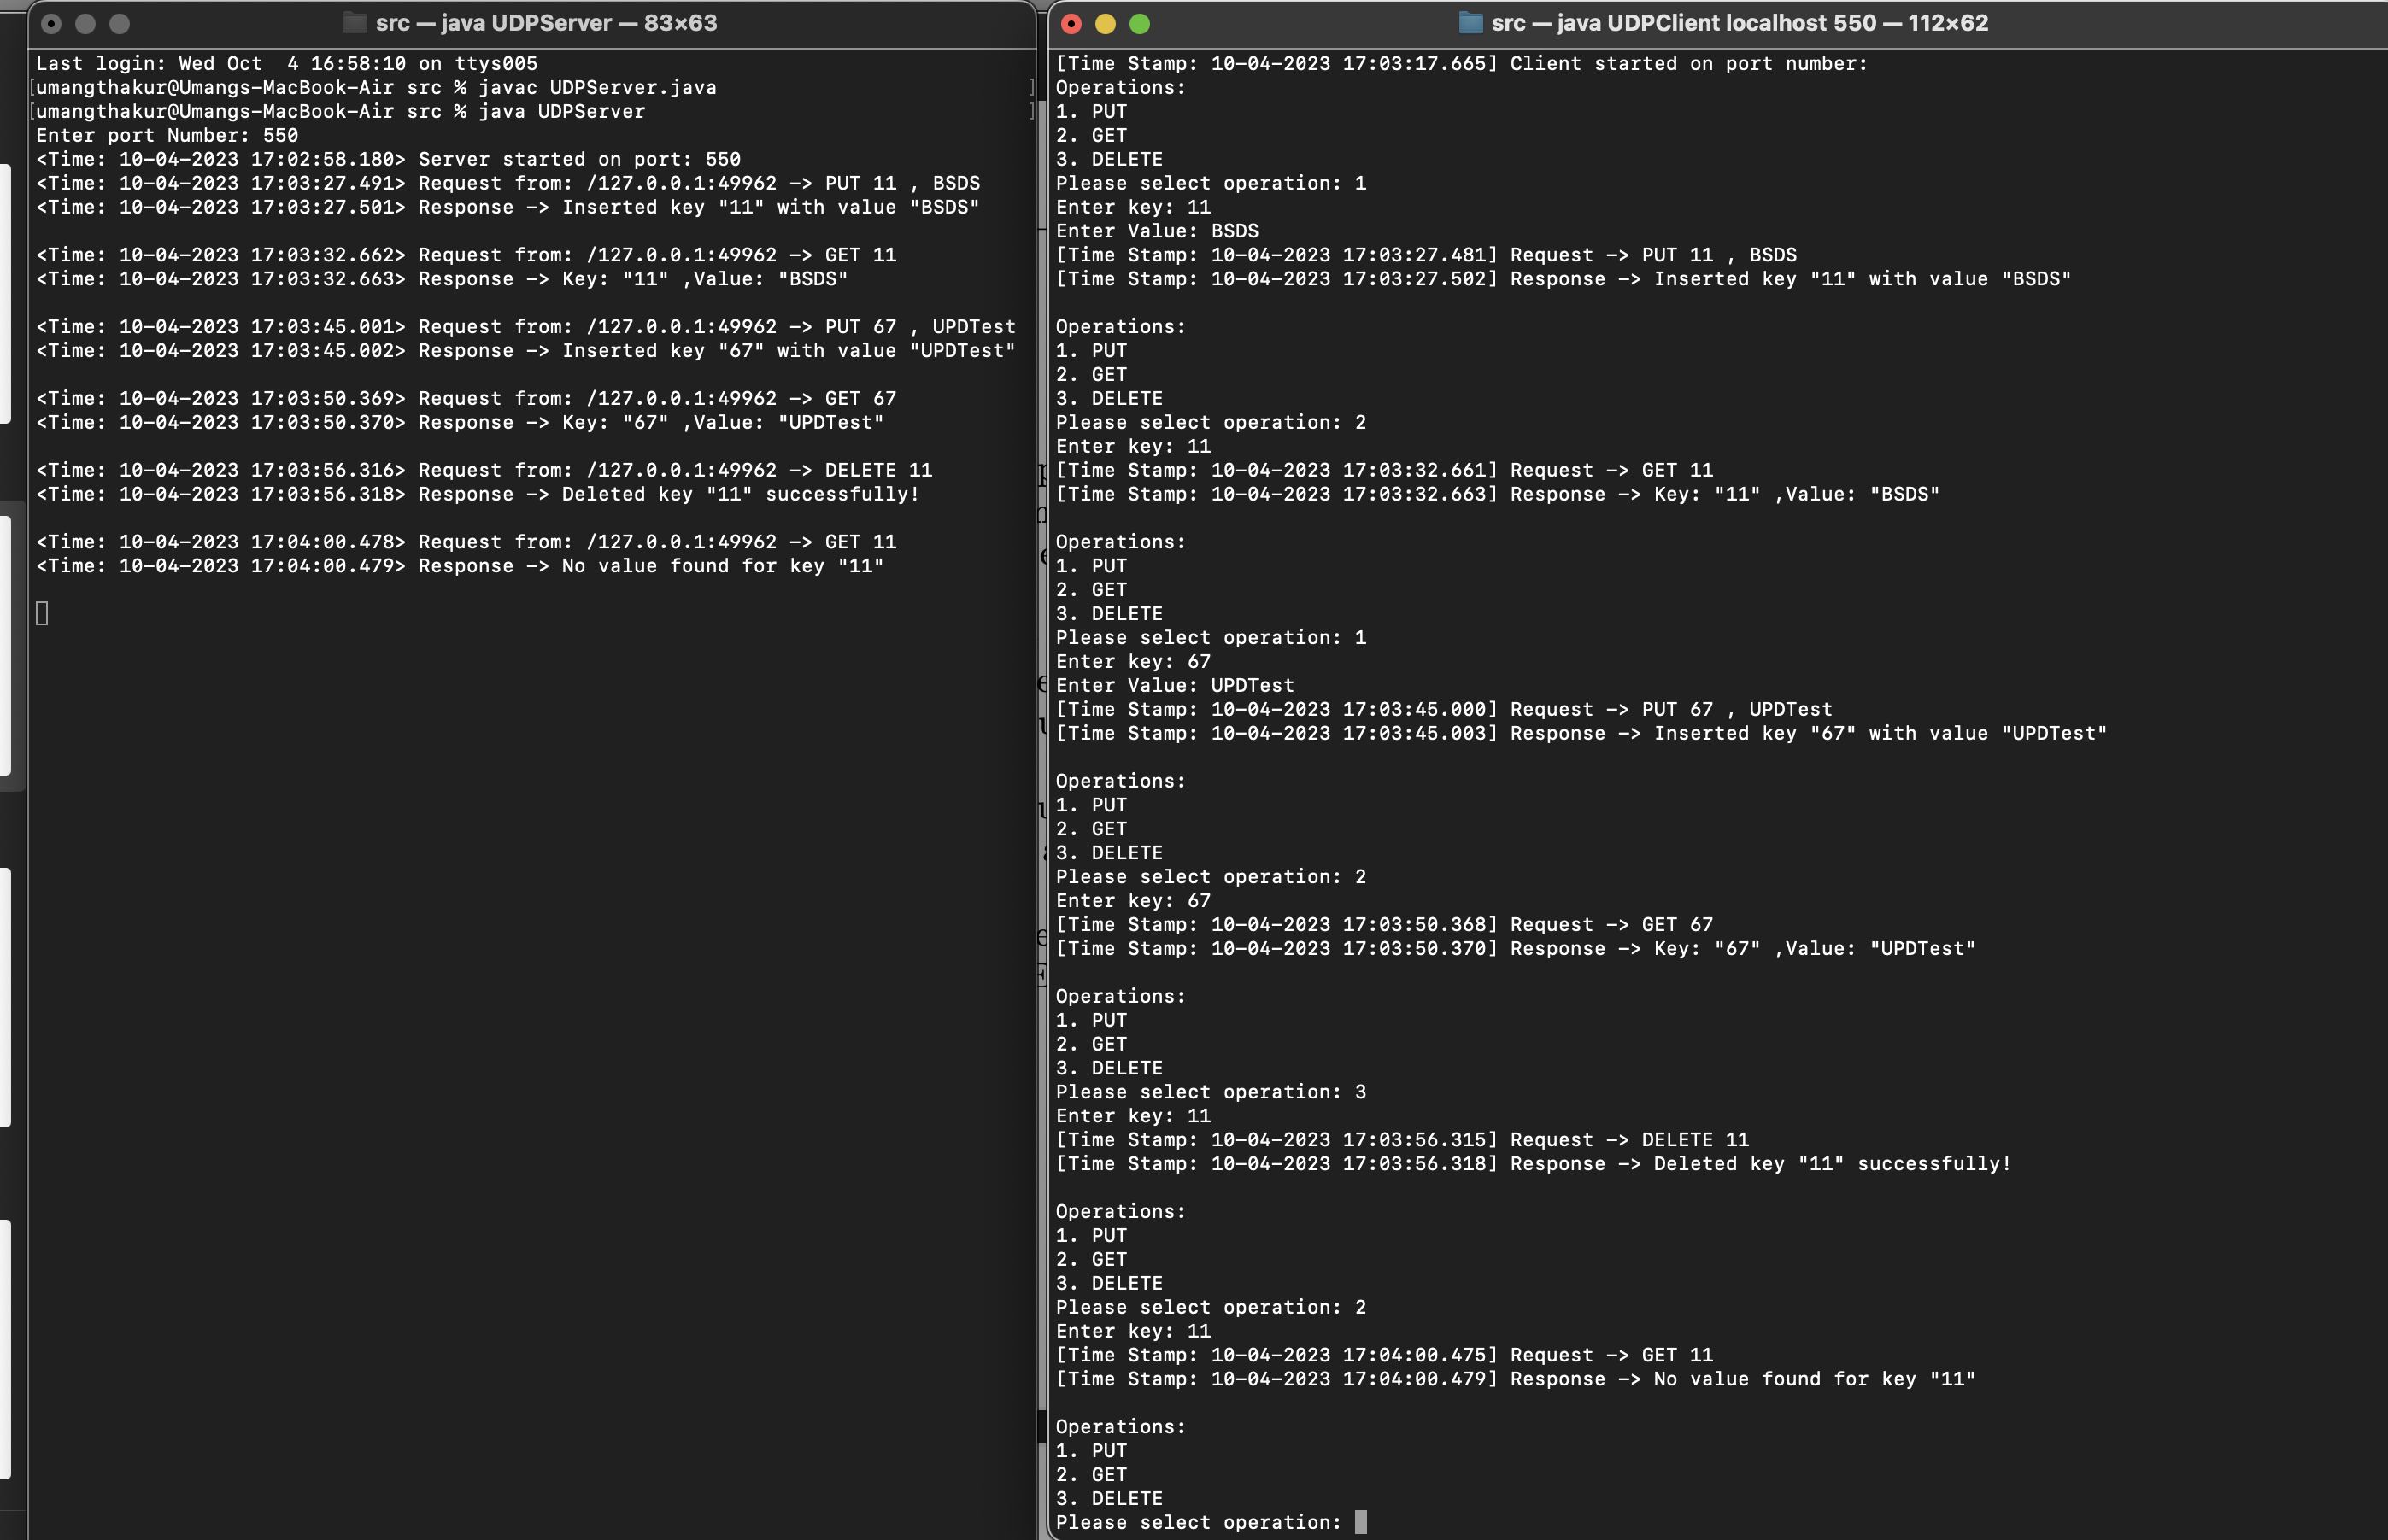 src — java UDPServer — 83×63
Last login: Wed Oct  4 16:58:10 on ttys005
[umangthakur@Umangs-MacBook-Air src % javac UDPServer.java ]
[umangthakur@Umangs-MacBook-Air src % java UDPServer ]
Enter port Number: 550
<Time: 10-04-2023 17:02:58.180> Server started on port: 550
<Time: 10-04-2023 17:03:27.491> Request from: /127.0.0.1:49962 -> PUT 11 , BSDS
<Time: 10-04-2023 17:03:27.501> Response -> Inserted key "11" with value "BSDS"
<Time: 10-04-2023 17:03:32.662> Request from: /127.0.0.1:49962 -> GET 11
<Time: 10-04-2023 17:03:32.663> Response -> Key: "11" ,Value: "BSDS"
<Time: 10-04-2023 17:03:45.001> Request from: /127.0.0.1:49962 -> PUT 67 , UPDTest
<Time: 10-04-2023 17:03:45.002> Response -> Inserted key "67" with value "UPDTest"
<Time: 10-04-2023 17:03:50.369> Request from: /127.0.0.1:49962 -> GET 67
<Time: 10-04-2023 17:03:50.370> Response -> Key: "67" ,Value: "UPDTest"
<Time: 10-04-2023 17:03:56.316> Request from: /127.0.0.1:49962 -> DELETE 11
<Time: 10-04-2023 17:03:56.318> Response -> Deleted key "11" successfully!
<Time: 10-04-2023 17:04:00.478> Request from: /127.0.0.1:49962 -> GET 11
<Time: 10-04-2023 17:04:00.479> Response -> No value found for key "11"
src — java UDPClient localhost 550 — 112×62
[Time Stamp: 10-04-2023 17:03:17.665] Client started on port number:
Operations:
1. PUT
2. GET
3. DELETE
Please select operation: 1
Enter key: 11
Enter Value: BSDS
[Time Stamp: 10-04-2023 17:03:27.481] Request -> PUT 11 , BSDS
[Time Stamp: 10-04-2023 17:03:27.502] Response -> Inserted key "11" with value "BSDS"
Operations:
1. PUT
2. GET
3. DELETE
Please select operation: 2
Enter key: 11
[Time Stamp: 10-04-2023 17:03:32.661] Request -> GET 11
[Time Stamp: 10-04-2023 17:03:32.663] Response -> Key: "11" ,Value: "BSDS"
Operations:
1. PUT
2. GET
3. DELETE
Please select operation: 1
Enter key: 67
Enter Value: UPDTest
[Time Stamp: 10-04-2023 17:03:45.000] Request -> PUT 67 , UPDTest
[Time Stamp: 10-04-2023 17:03:45.003] Response -> Inserted key "67" with value "UPDTest"
Operations:
1. PUT
2. GET
3. DELETE
Please select operation: 2
Enter key: 67
[Time Stamp: 10-04-2023 17:03:50.368] Request -> GET 67
[Time Stamp: 10-04-2023 17:03:50.370] Response -> Key: "67" ,Value: "UPDTest"
Operations:
1. PUT
2. GET
3. DELETE
Please select operation: 3
Enter key: 11
[Time Stamp: 10-04-2023 17:03:56.315] Request -> DELETE 11
[Time Stamp: 10-04-2023 17:03:56.318] Response -> Deleted key "11" successfully!
Operations:
1. PUT
2. GET
3. DELETE
Please select operation: 2
Enter key: 11
[Time Stamp: 10-04-2023 17:04:00.475] Request -> GET 11
[Time Stamp: 10-04-2023 17:04:00.479] Response -> No value found for key "11"
Operations:
1. PUT
2. GET
3. DELETE
Please select operation: